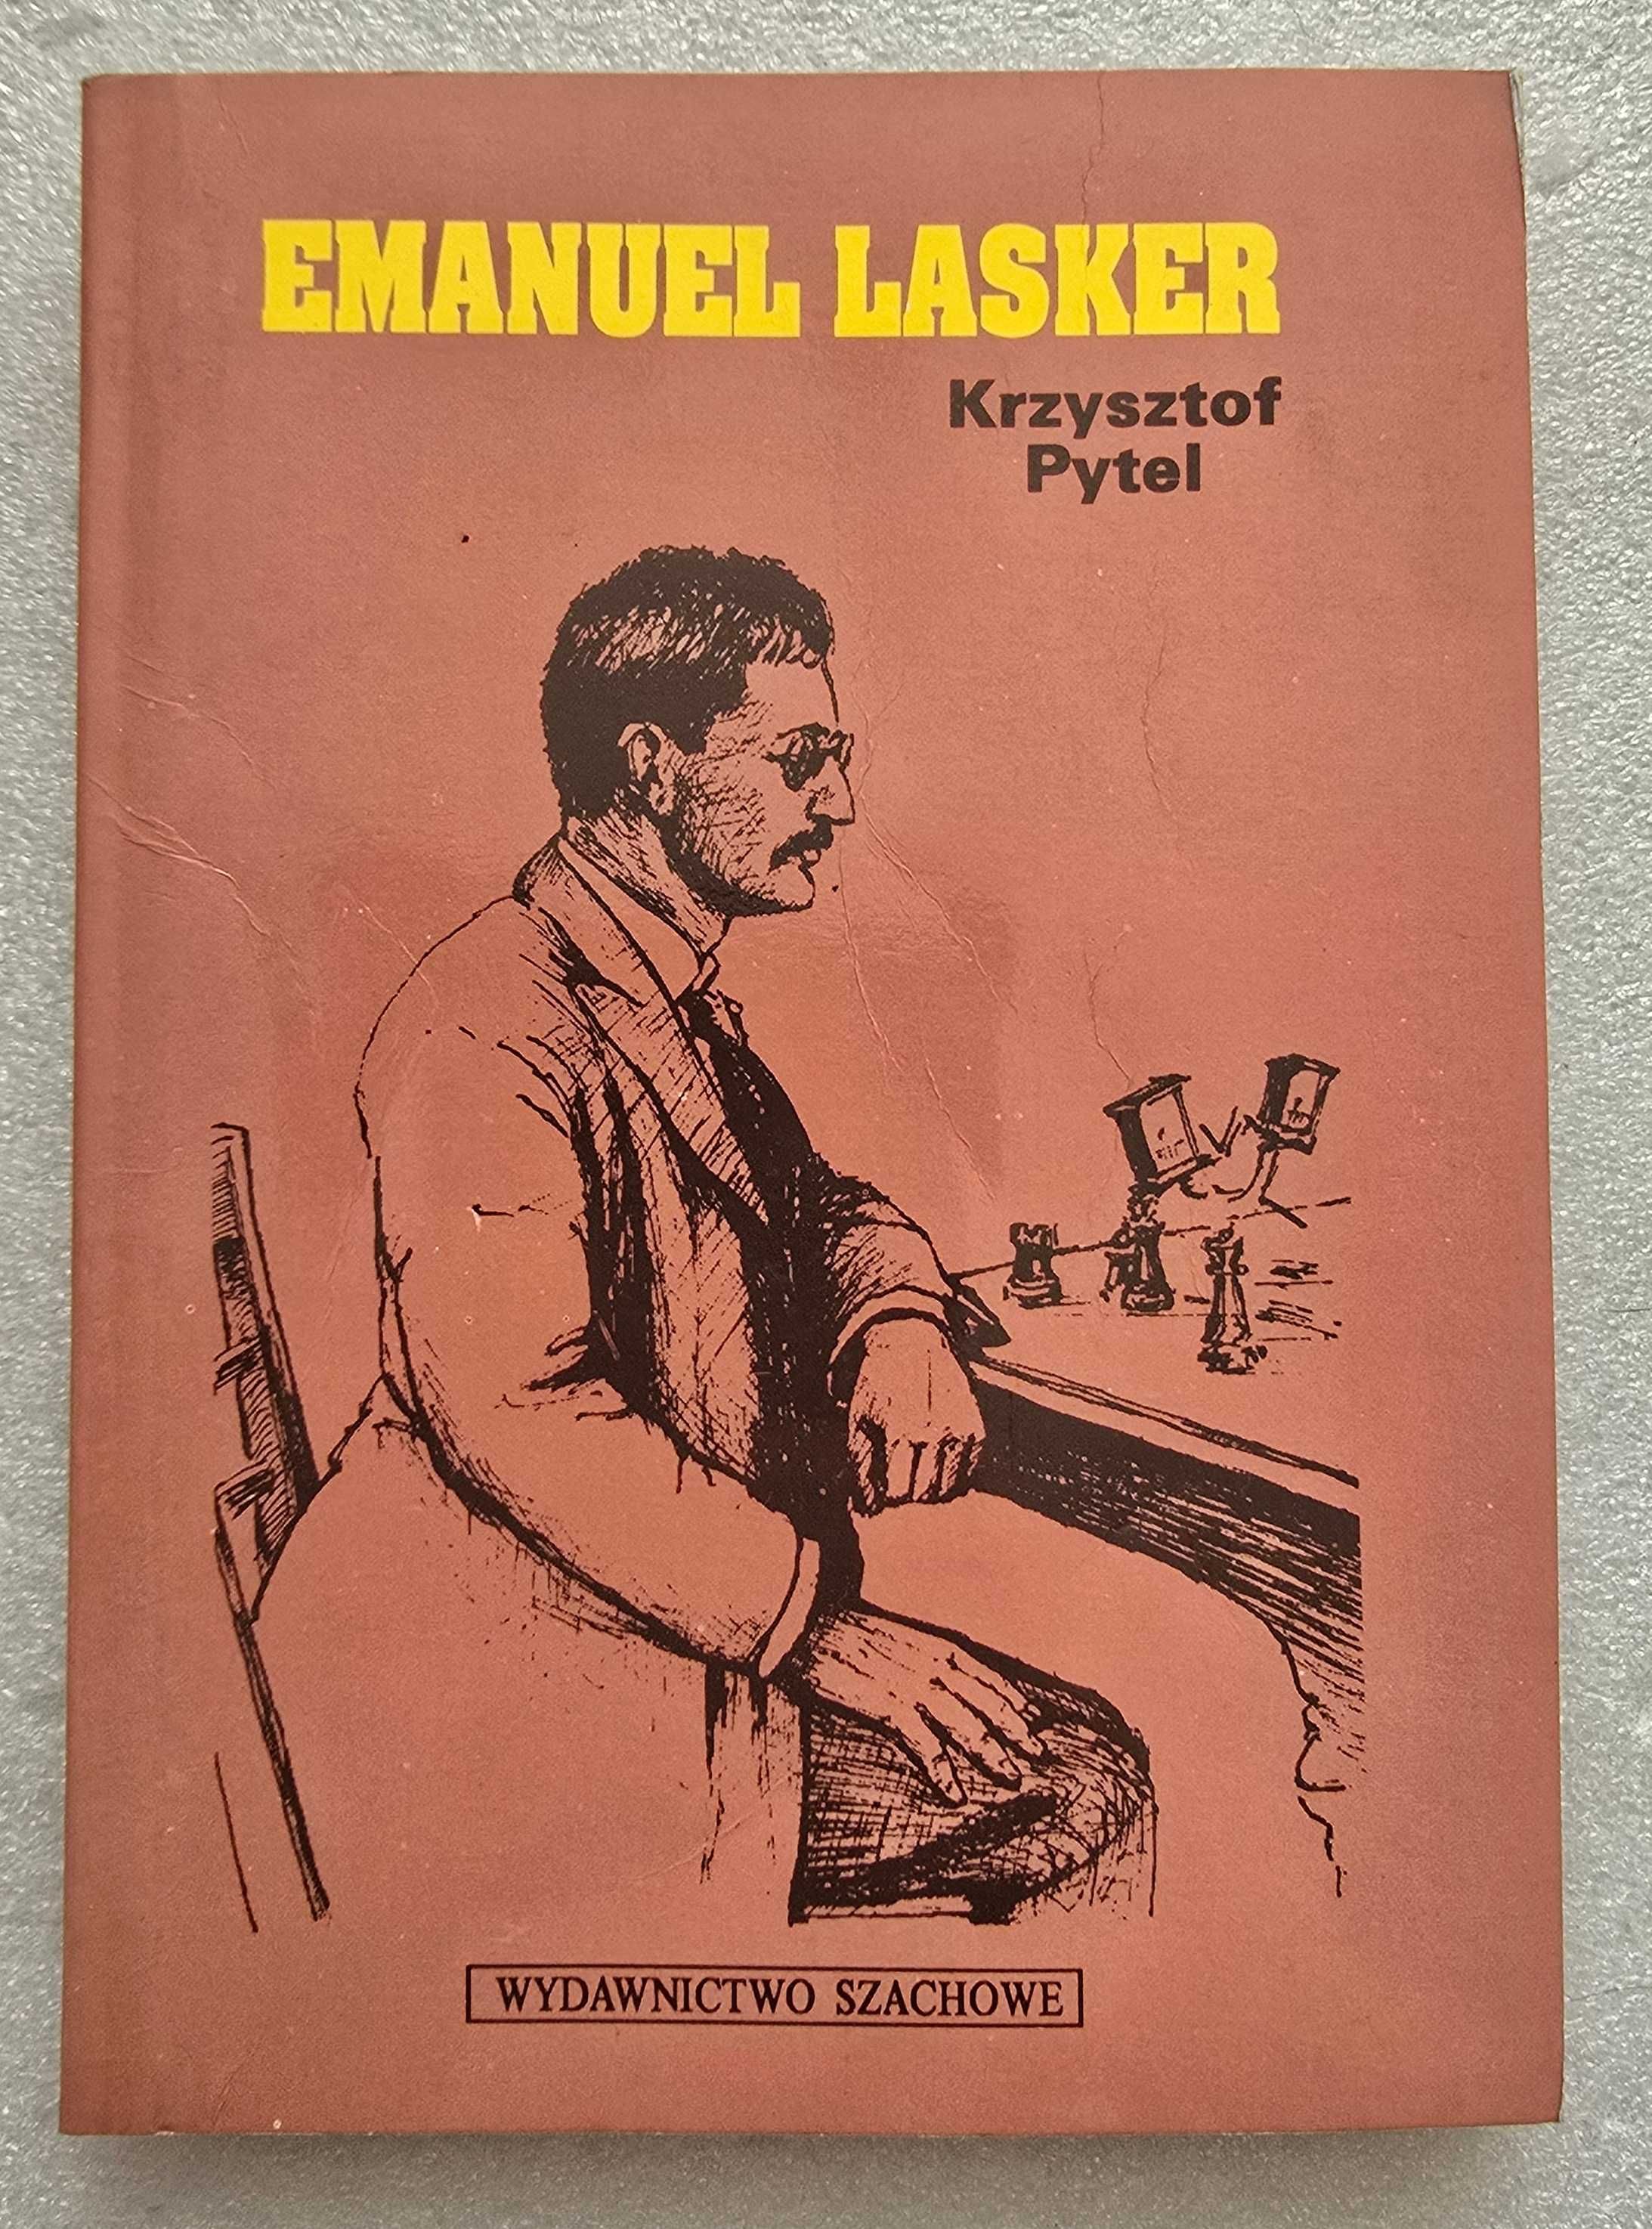 EMANUEL LASKER
Krzysztof
Pytel
WYDAWNICTWO SZACHOWE